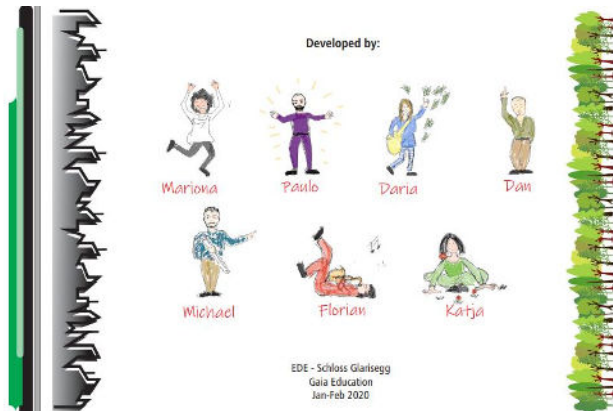 Developed by:
Mariona Paulo Daria Dan
Michael Florian Katja
EDE - Schloss Glarisegg
Gaia Education
Jan-Feb 2020